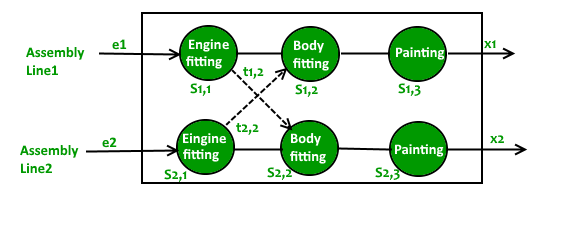 Assembly
Line1
e1
Engine
fitting
S1,1
Body
fitting
S1,2
Painting
S1,3
x1
t1,2
t2,2
Assembly
Line2
e2
Eingine
fitting
S2,1
Body
fitting
S2,2
Painting
S2,3
x2